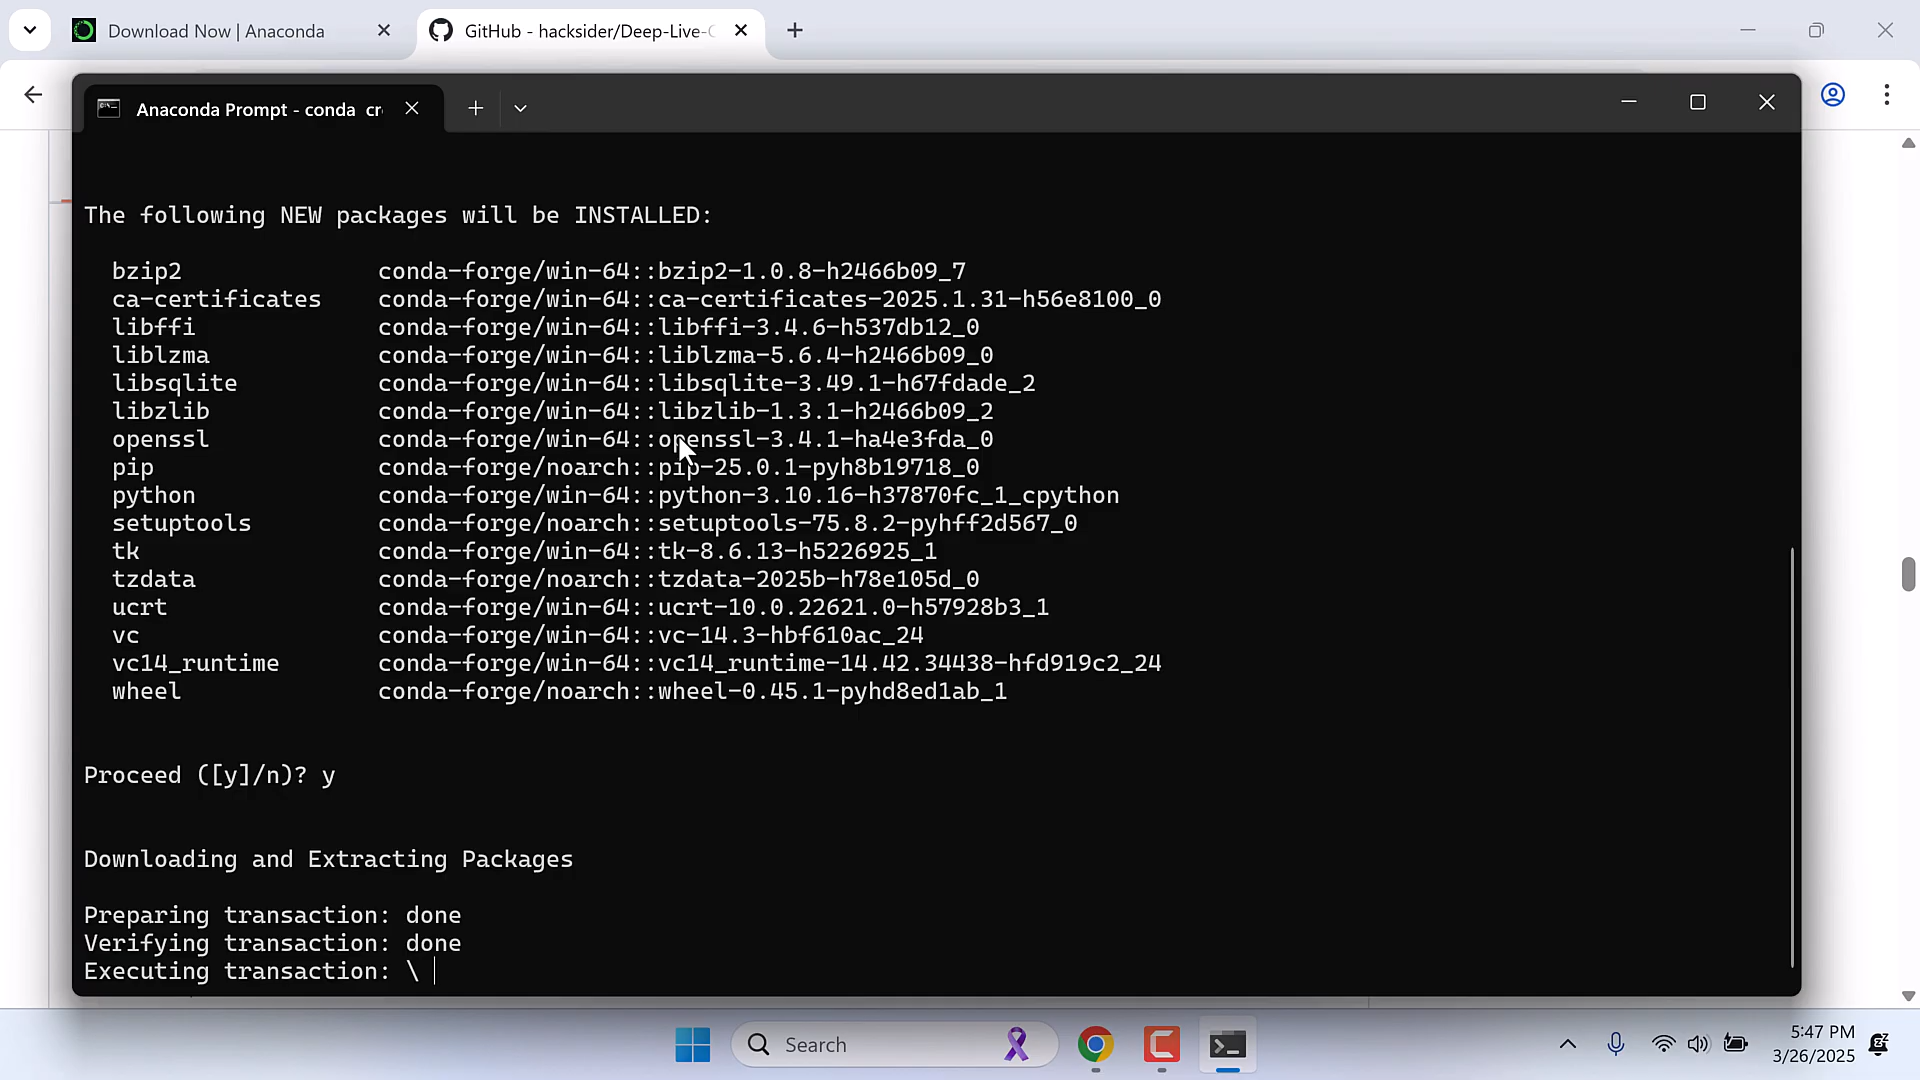 Download Now | Anaconda
GitHub - hacksider/Deep-Live-C
Anaconda Prompt - conda cr
The following NEW packages will be INSTALLED:
bzip2 conda-forge/win-64::bzip2-1.0.8-h2466b09_7
ca-certificates conda-forge/win-64::ca-certificates-2025.1.31-h56e8100_0
libffi conda-forge/win-64::libffi-3.4.6-h537db12_0
liblzma conda-forge/win-64::liblzma-5.6.4-h2466b09_0
libsqlite conda-forge/win-64::libsqlite-3.49.1-h67fdade_2
libzlib conda-forge/win-64::libzlib-1.3.1-h2466b09_2
openssl conda-forge/win-64::openssl-3.4.1-ha4e3fda_0
pip conda-forge/noarch::pip-25.0.1-pyh8b19718_0
python conda-forge/win-64::python-3.10.16-h37870fc_1_cpython
setuptools conda-forge/noarch::setuptools-75.8.2-pyhff2d567_0
tk conda-forge/win-64::tk-8.6.13-h5226925_1
tzdata conda-forge/noarch::tzdata-2025b-h78e105d_0
ucrt conda-forge/win-64::ucrt-10.0.22621.0-h57928b3_1
vc conda-forge/win-64::vc-14.3-hbf610ac_24
vc14_runtime conda-forge/win-64::vc14_runtime-14.42.34438-hfd919c2_24
wheel conda-forge/noarch::wheel-0.45.1-pyhd8ed1ab_1
Proceed ([y]/n)? y
Downloading and Extracting Packages
Preparing transaction: done
Verifying transaction: done
Executing transaction: \
Search
5:47 PM
3/26/2025